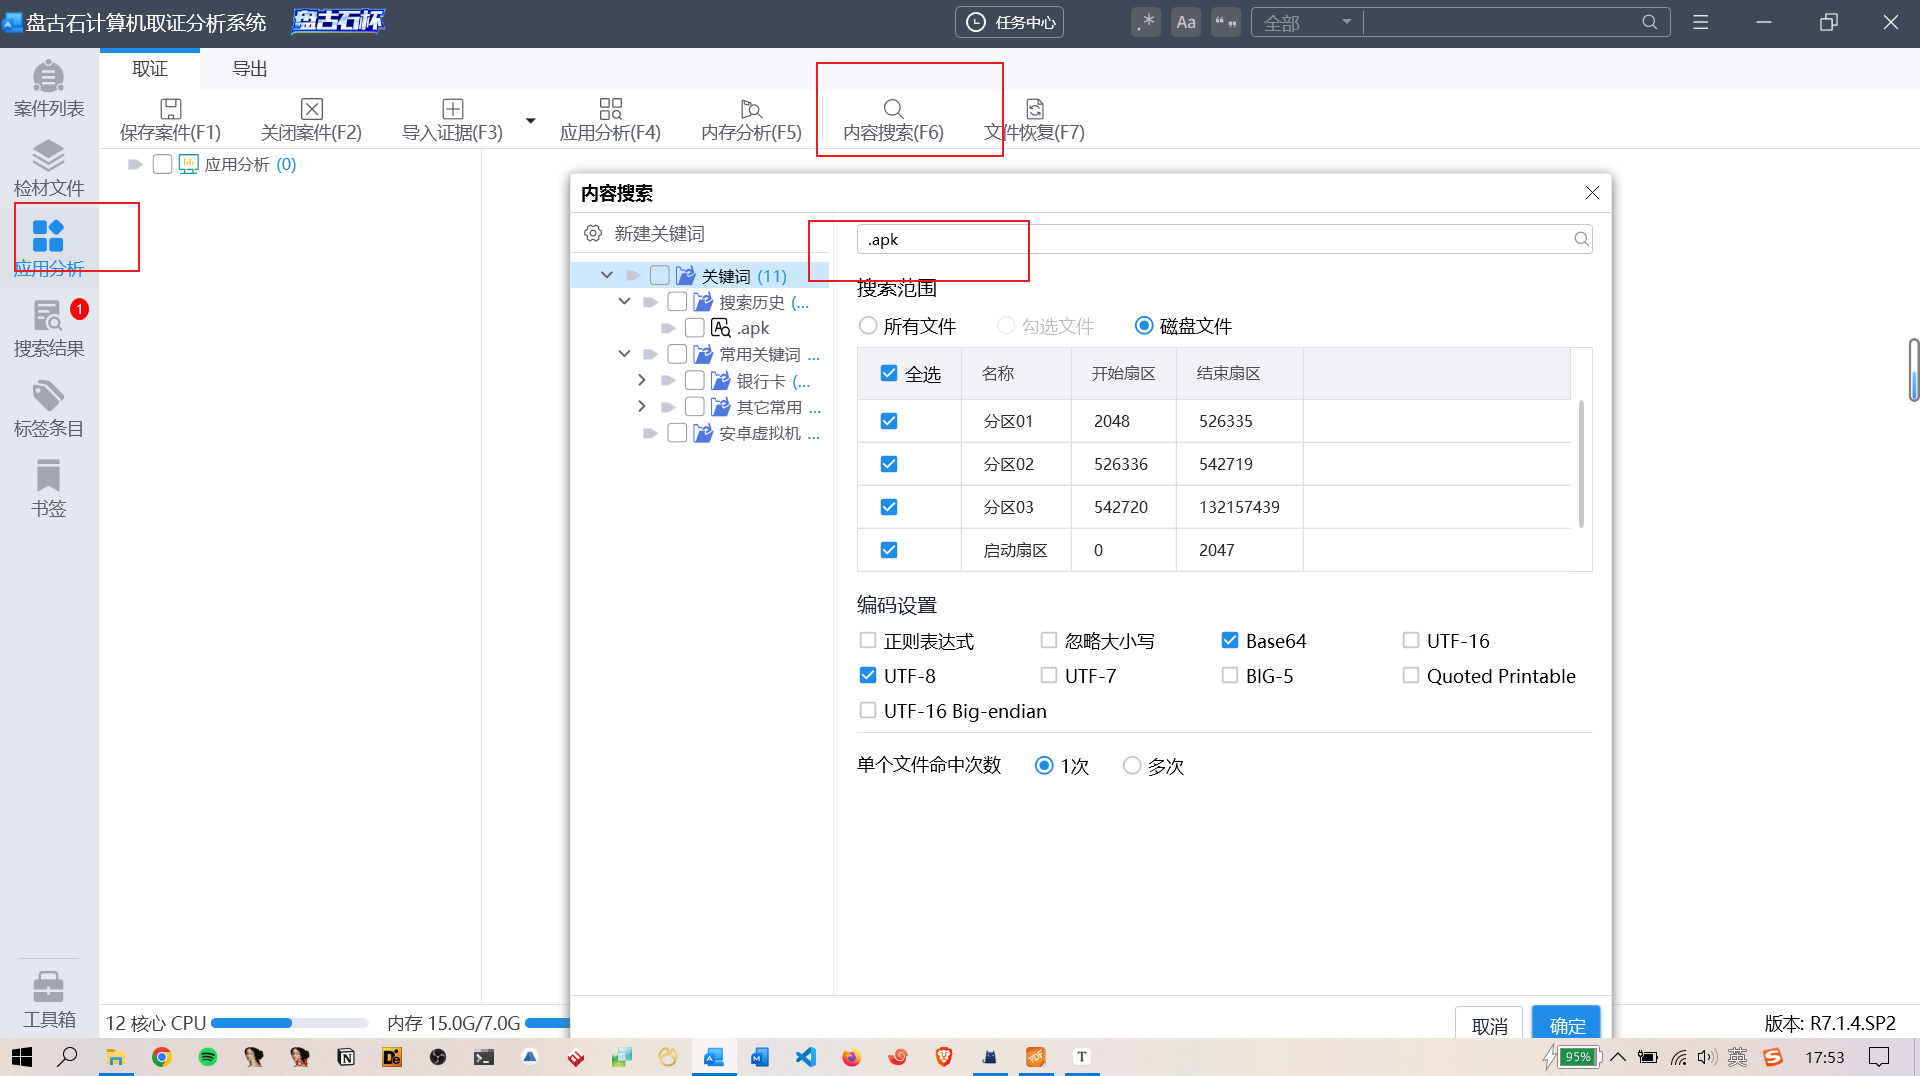 盘古石计算机取证分析系统
盘古石杯
任务中心
.*
Aa
全部
取证
导出
案件列表
检材文件
应用分析
1
搜索结果
标签条目
书签
工具箱
保存案件(F1)
关闭案件(F2)
导入证据(F3)
应用分析(F4)
内存分析(F5)
内容搜索(F6)
文件恢复(F7)
应用分析 (0)
内容搜索
新建关键词
关键词 (11)
搜索历史 (...
.apk
常用关键词 ...
银行卡 (...
其它常用 ...
安卓虚拟机 ...
.apk
搜索范围
所有文件
勾选文件
磁盘文件
全选 名称 开始扇区 结束扇区
分区01 2048 526335
分区02 526336 542719
分区03 542720 132157439
启动扇区 0 2047
编码设置
正则表达式 忽略大小写 Base64 UTF-16
UTF-8 UTF-7 BIG-5 Quoted Printable
UTF-16 Big-endian
单个文件命中次数 1次 多次
取消 确定
12 核心 CPU 内存 15.0G/7.0G
版本: R7.1.4.SP2
95%
英
17:53